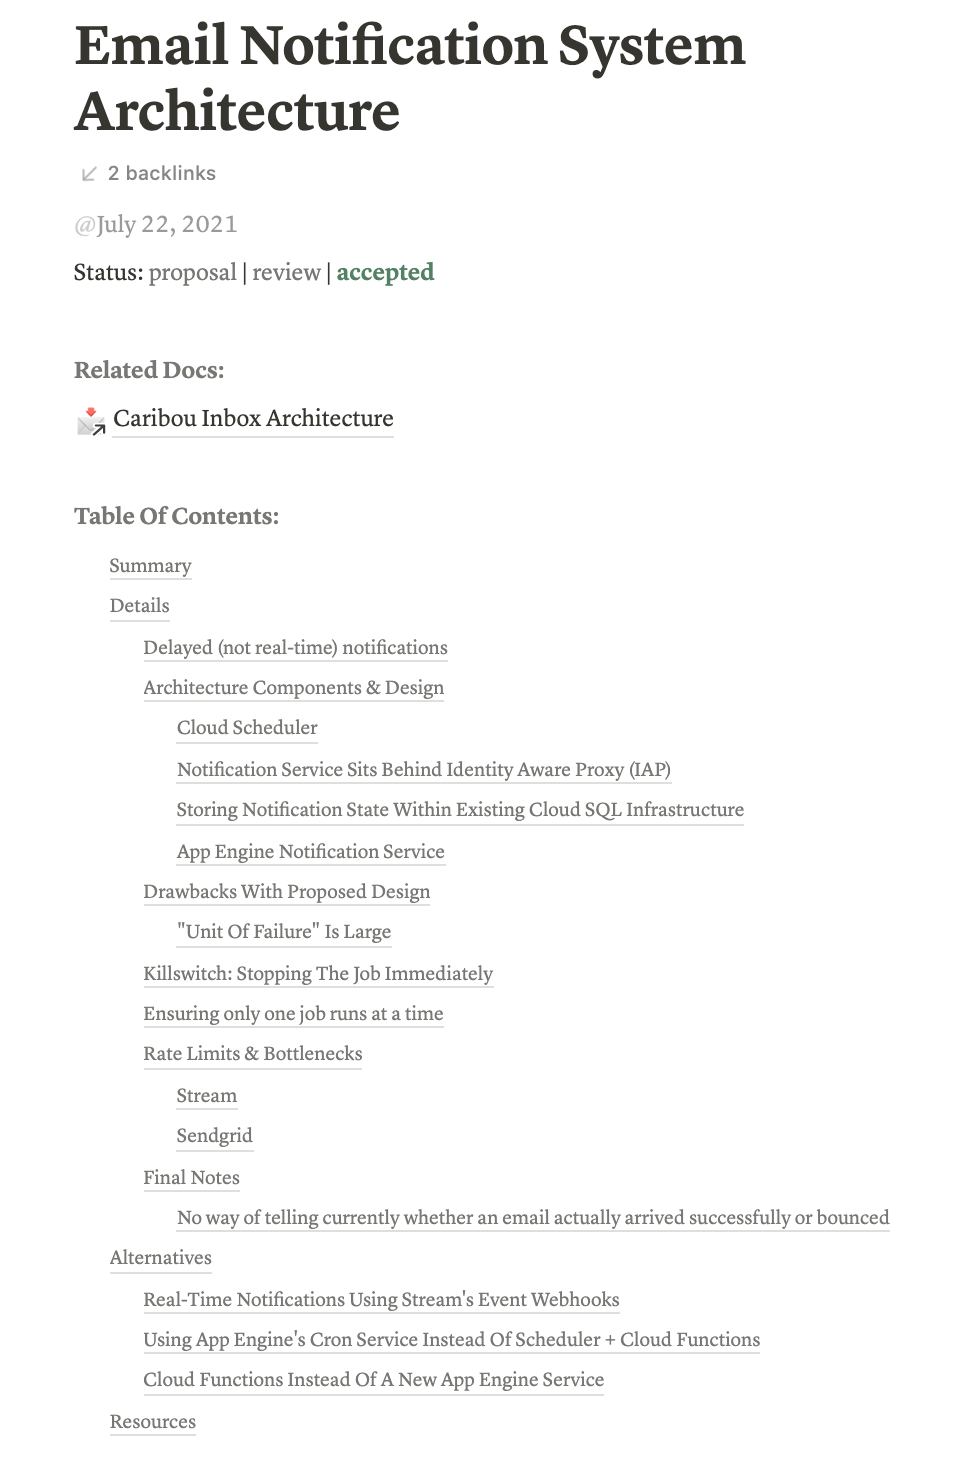 Email Notification System
Architecture
2 backlinks
@July 22, 2021
Status: proposal | review | accepted
Related Docs:
Caribou Inbox Architecture
Table Of Contents:
Summary
Details
Delayed (not real-time) notifications
Architecture Components & Design
Cloud Scheduler
Notification Service Sits Behind Identity Aware Proxy (IAP)
Storing Notification State Within Existing Cloud SQL Infrastructure
App Engine Notification Service
Drawbacks With Proposed Design
"Unit Of Failure" Is Large
Killswitch: Stopping The Job Immediately
Ensuring only one job runs at a time
Rate Limits & Bottlenecks
Stream
Sendgrid
Final Notes
No way of telling currently whether an email actually arrived successfully or bounced
Alternatives
Real-Time Notifications Using Stream's Event Webhooks
Using App Engine's Cron Service Instead Of Scheduler + Cloud Functions
Cloud Functions Instead Of A New App Engine Service
Resources